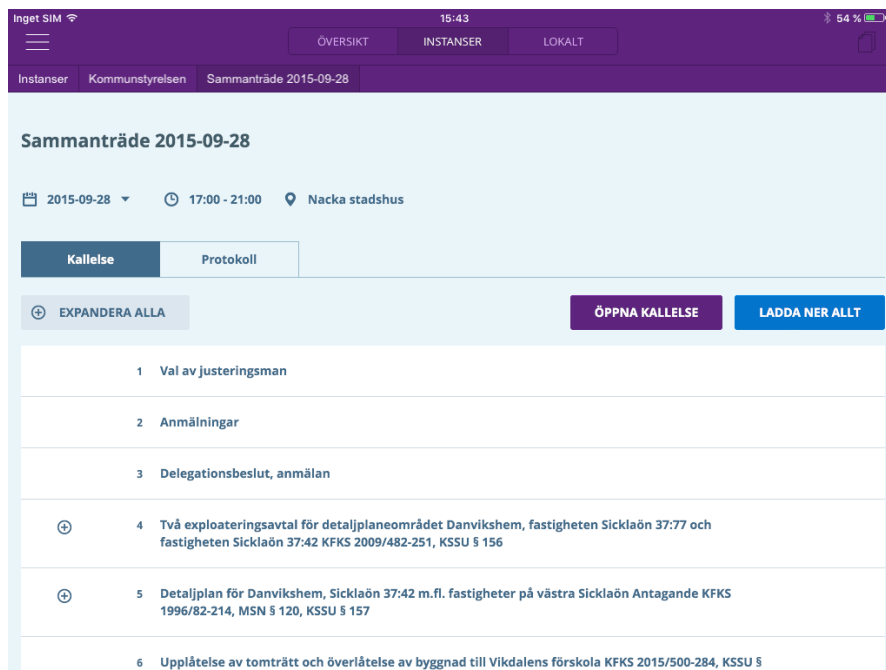 Inget SIM 15:43 54 %
ÖVERSIKT INSTANSER LOKALT
Instanser Kommunstyrelsen Sammanträde 2015-09-28
Sammanträde 2015-09-28
2015-09-28 17:00 - 21:00 Nacka stadshus
Kallelse Protokoll
EXPANDERA ALLA ÖPPNA KALLELSE LADDA NER ALLT
1 Val av justeringsman
2 Anmälningar
3 Delegationsbeslut, anmälan
4 Två exploateringsavtal för detaljplaneområdet Danvikshem, fastigheten Sicklaön 37:77 och
fastigheten Sicklaön 37:42 KFKS 2009/482-251, KSSU § 156
5 Detaljplan för Danvikshem, Sicklaön 37:42 m.fl. fastigheter på västra Sicklaön Antagande KFKS
1996/82-214, MSN § 120, KSSU § 157
6 Upplåtelse av tomträtt och överlåtelse av byggnad till Vikdalens förskola KFKS 2015/500-284, KSSU §